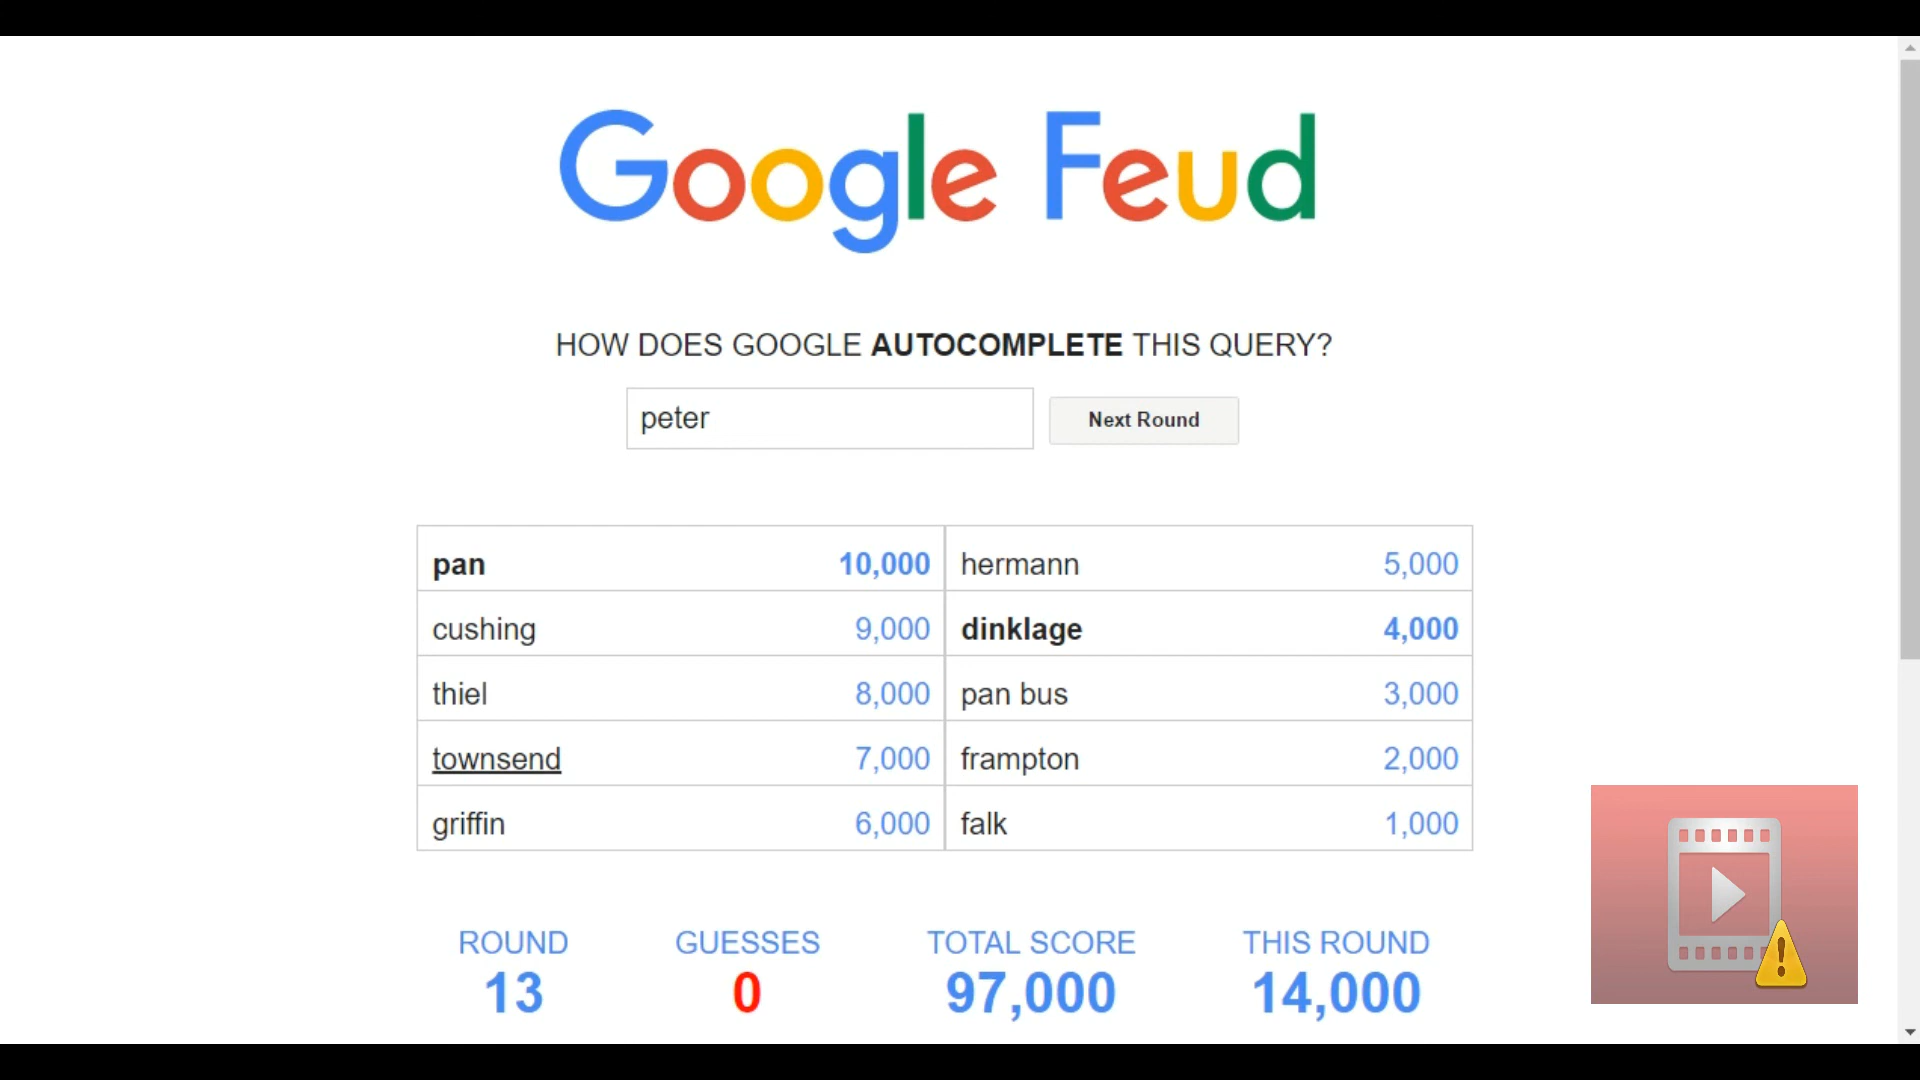 Google Feud
HOW DOES GOOGLE AUTOCOMPLETE THIS QUERY?
peter
Next Round
pan 10,000 hermann 5,000
cushing 9,000 dinklage 4,000
thiel 8,000 pan bus 3,000
townsend 7,000 frampton 2,000
griffin 6,000 falk 1,000
ROUND GUESSES TOTAL SCORE THIS ROUND
13 0 97,000 14,000